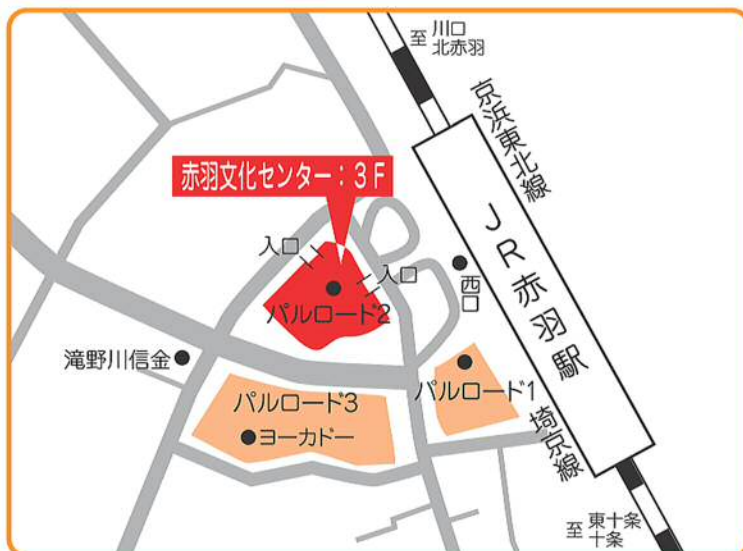 至 川口
北赤羽
京浜東北線
赤羽文化センター：3F
JR赤羽駅
入口
入口
西口
パルロード2
滝野川信金
パルロード1
パルロード3
ヨーカドー
埼京線
至 東十条
十条